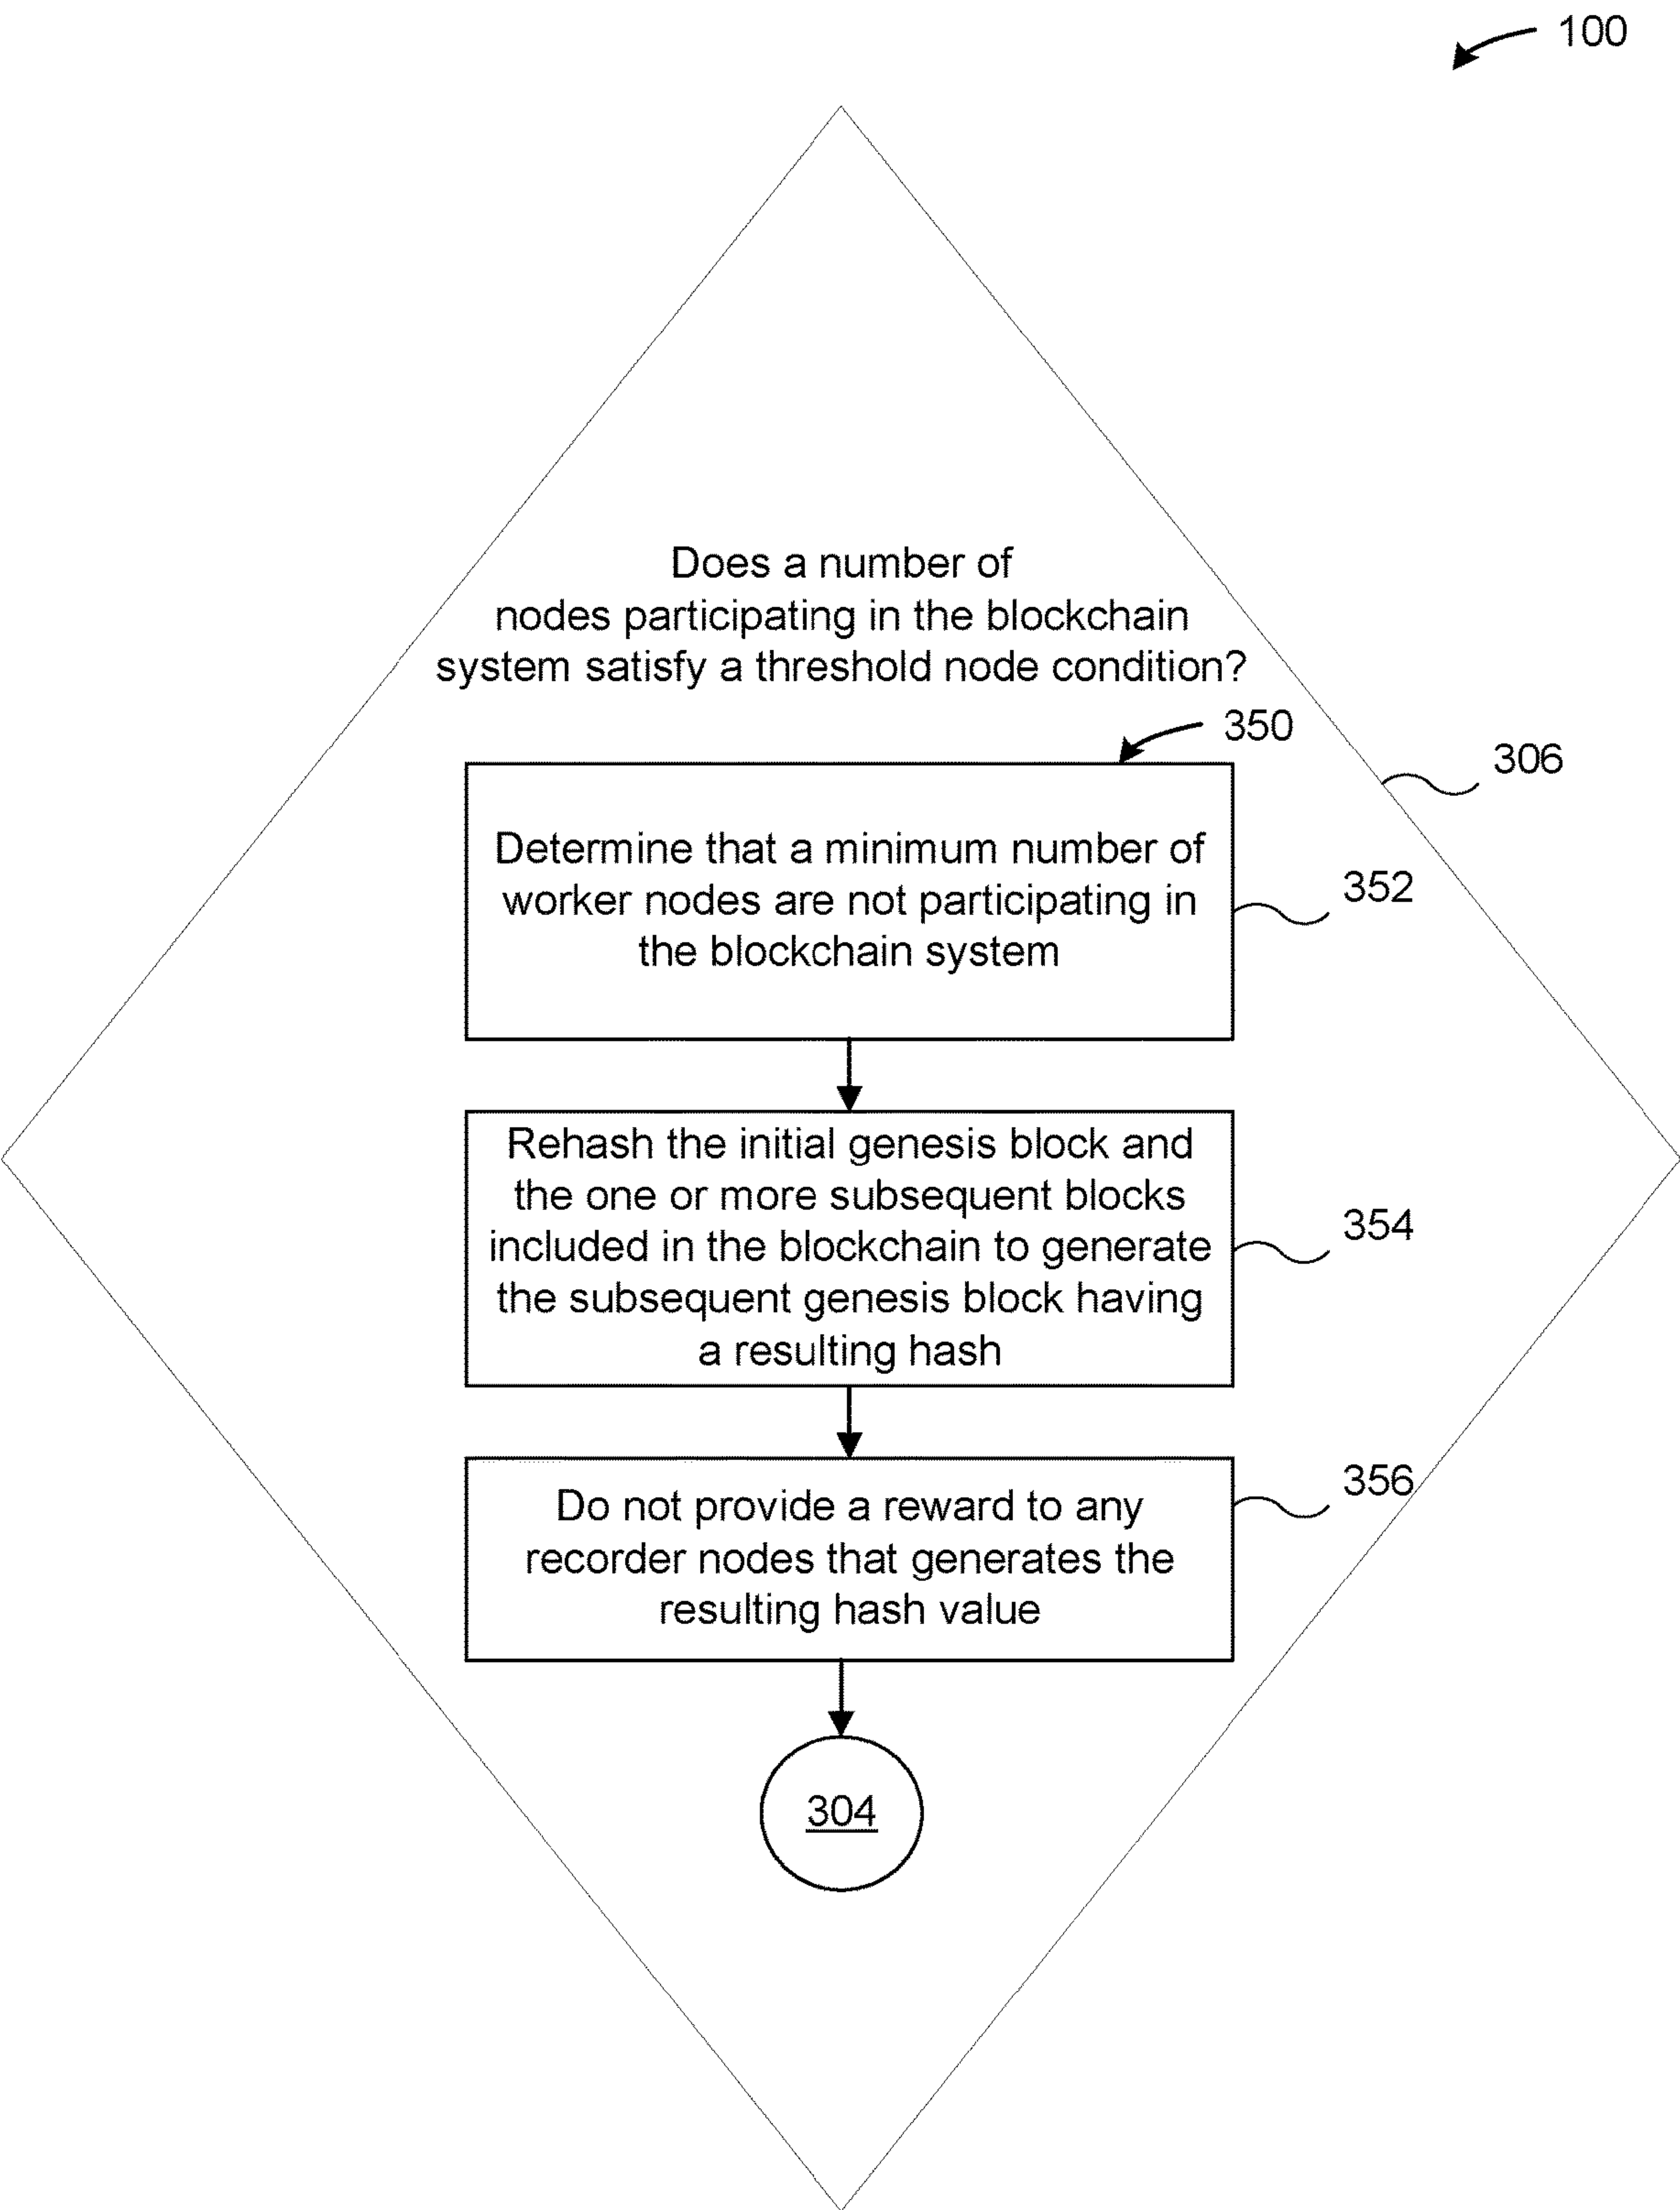 100
Does a number of
nodes participating in the blockchain
system satisfy a threshold node condition?
350
306
Determine that a minimum number of
worker nodes are not participating in
the blockchain system
352
Rehash the initial genesis block and
the one or more subsequent blocks
included in the blockchain to generate
the subsequent genesis block having
a resulting hash
354
Do not provide a reward to any
recorder nodes that generates the
resulting hash value
356
304